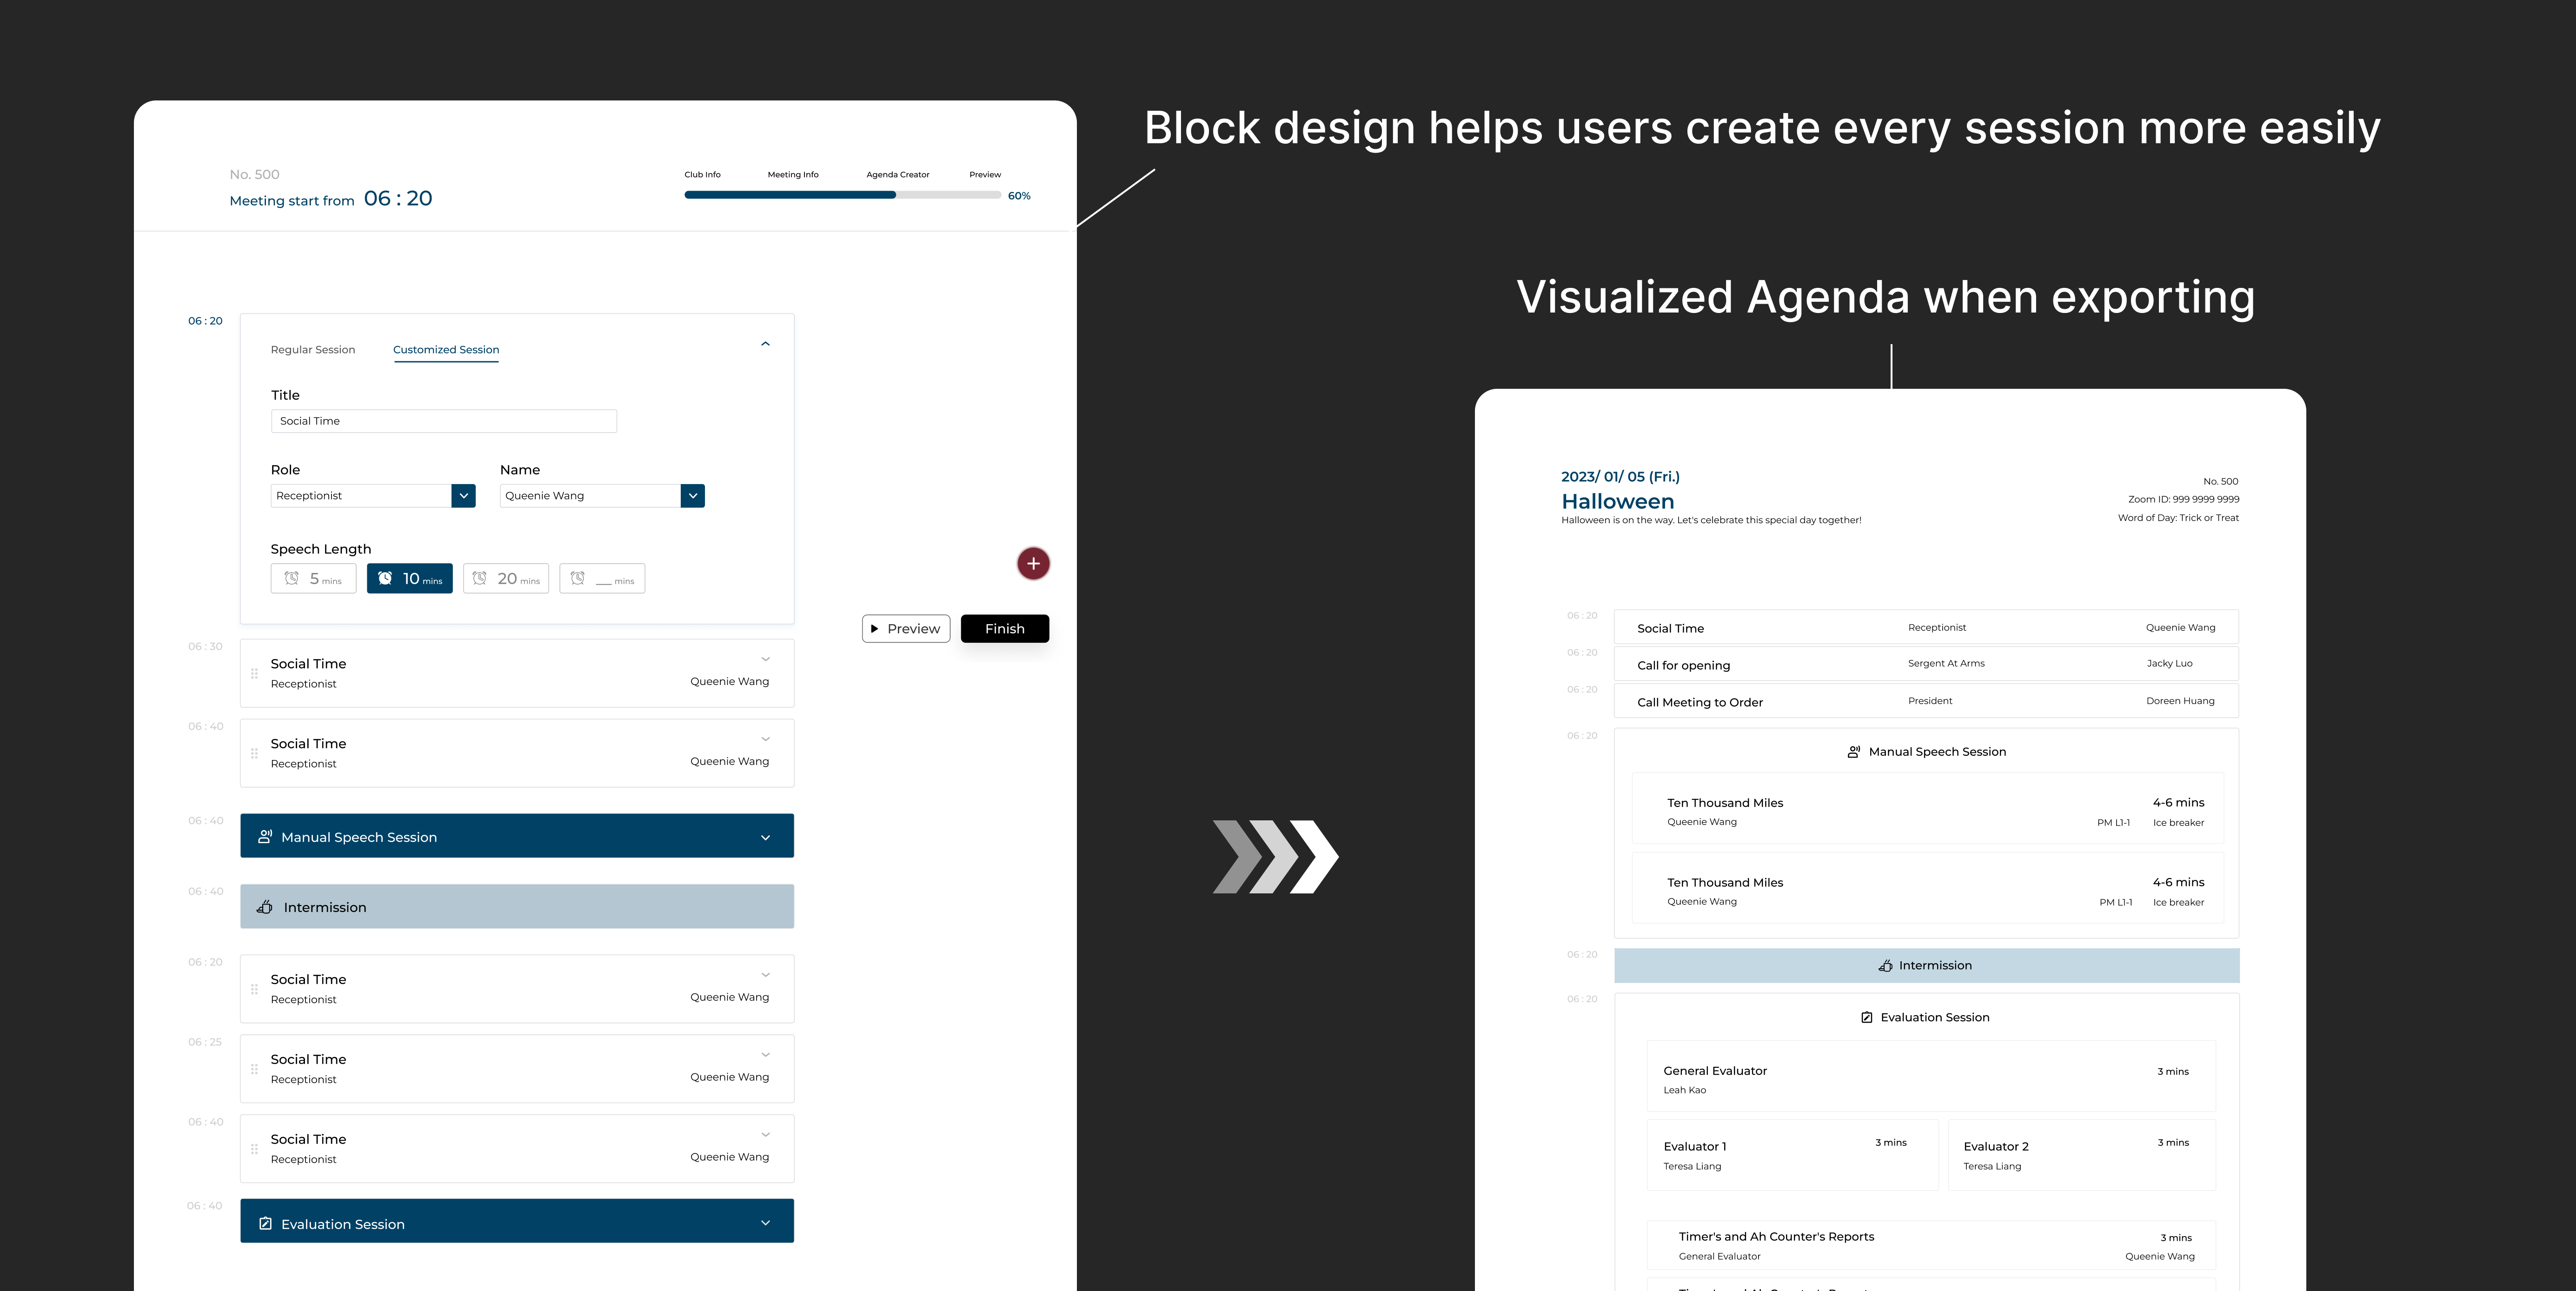 Block design helps users create every session more easily
No. 500
Meeting start from 06 : 20
Club Info Meeting Info Agenda Creator Preview
60%
06 : 20
Regular Session Customized Session
Title
Social Time
Role Name
Receptionist Queenie Wang
Speech Length
5 mins 10 mins 20 mins __ mins
Preview Finish
06 : 30
Social Time
Receptionist Queenie Wang
06 : 40
Social Time
Receptionist Queenie Wang
06 : 40
Manual Speech Session
06 : 40
Intermission
06 : 20
Social Time
Receptionist Queenie Wang
06 : 25
Social Time
Receptionist Queenie Wang
06 : 40
Social Time
Receptionist Queenie Wang
06 : 40
Evaluation Session
Visualized Agenda when exporting
2023/ 01/ 05 (Fri.)
Halloween
Halloween is on the way. Let's celebrate this special day together!
No. 500
Zoom ID: 999 9999 9999
Word of Day: Trick or Treat
06 : 20
Social Time Receptionist Queenie Wang
06 : 20
Call for opening Sergent At Arms Jacky Luo
06 : 20
Call Meeting to Order President Doreen Huang
06 : 20
Manual Speech Session
Ten Thousand Miles 4-6 mins
Queenie Wang PM L1-1 Ice breaker
Ten Thousand Miles 4-6 mins
Queenie Wang PM L1-1 Ice breaker
06 : 20
Intermission
06 : 20
Evaluation Session
General Evaluator 3 mins
Leah Kao
Evaluator 1 3 mins
Teresa Liang
Evaluator 2 3 mins
Teresa Liang
Timer's and Ah Counter's Reports 3 mins
General Evaluator Queenie Wang